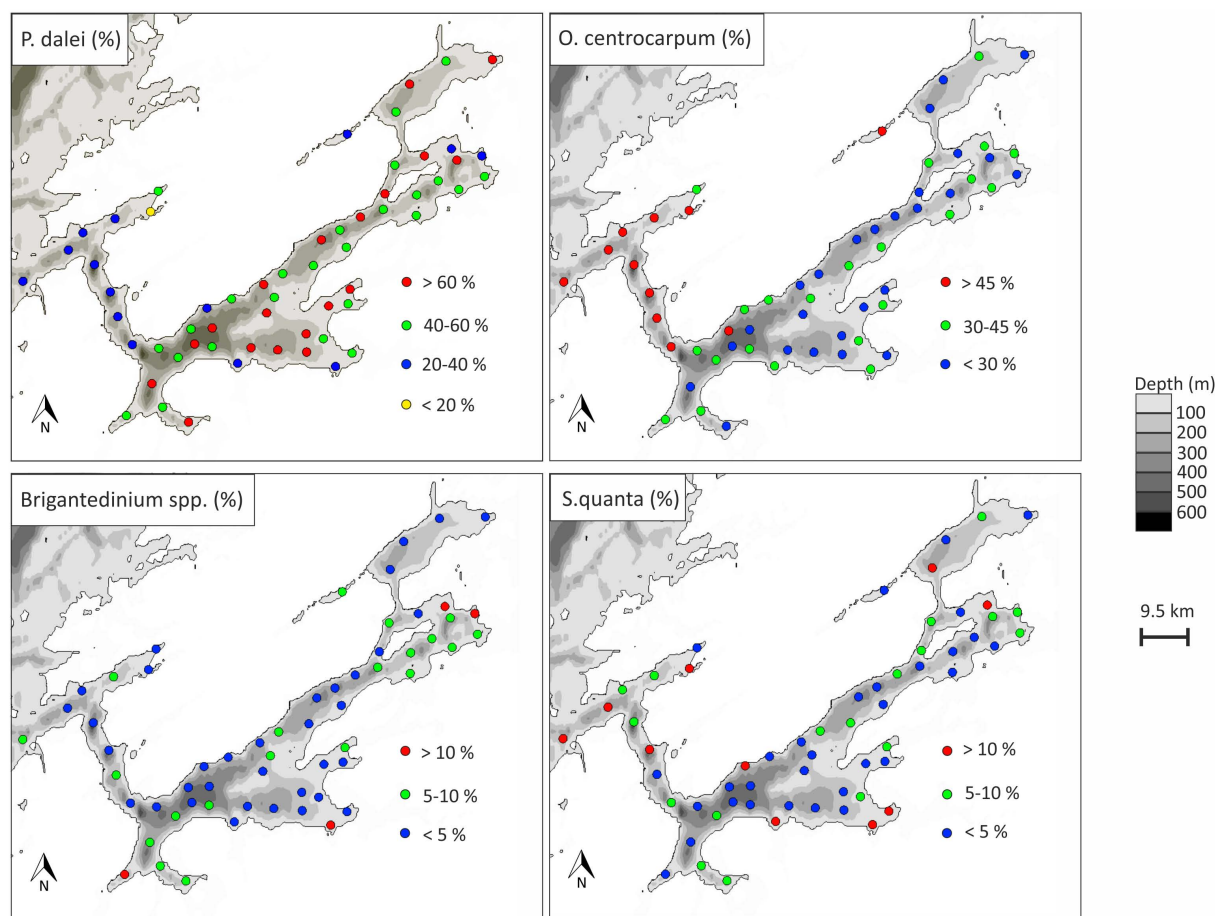 P. dalei (%)
> 60 %
40-60 %
20-40 %
< 20 %
N
O. centrocarpum (%)
> 45 %
30-45 %
< 30 %
N
Depth (m)
100
200
300
400
500
600
Brigantedinium spp. (%)
> 10 %
5-10 %
< 5 %
N
S.quanta (%)
> 10 %
5-10 %
< 5 %
N
9.5 km